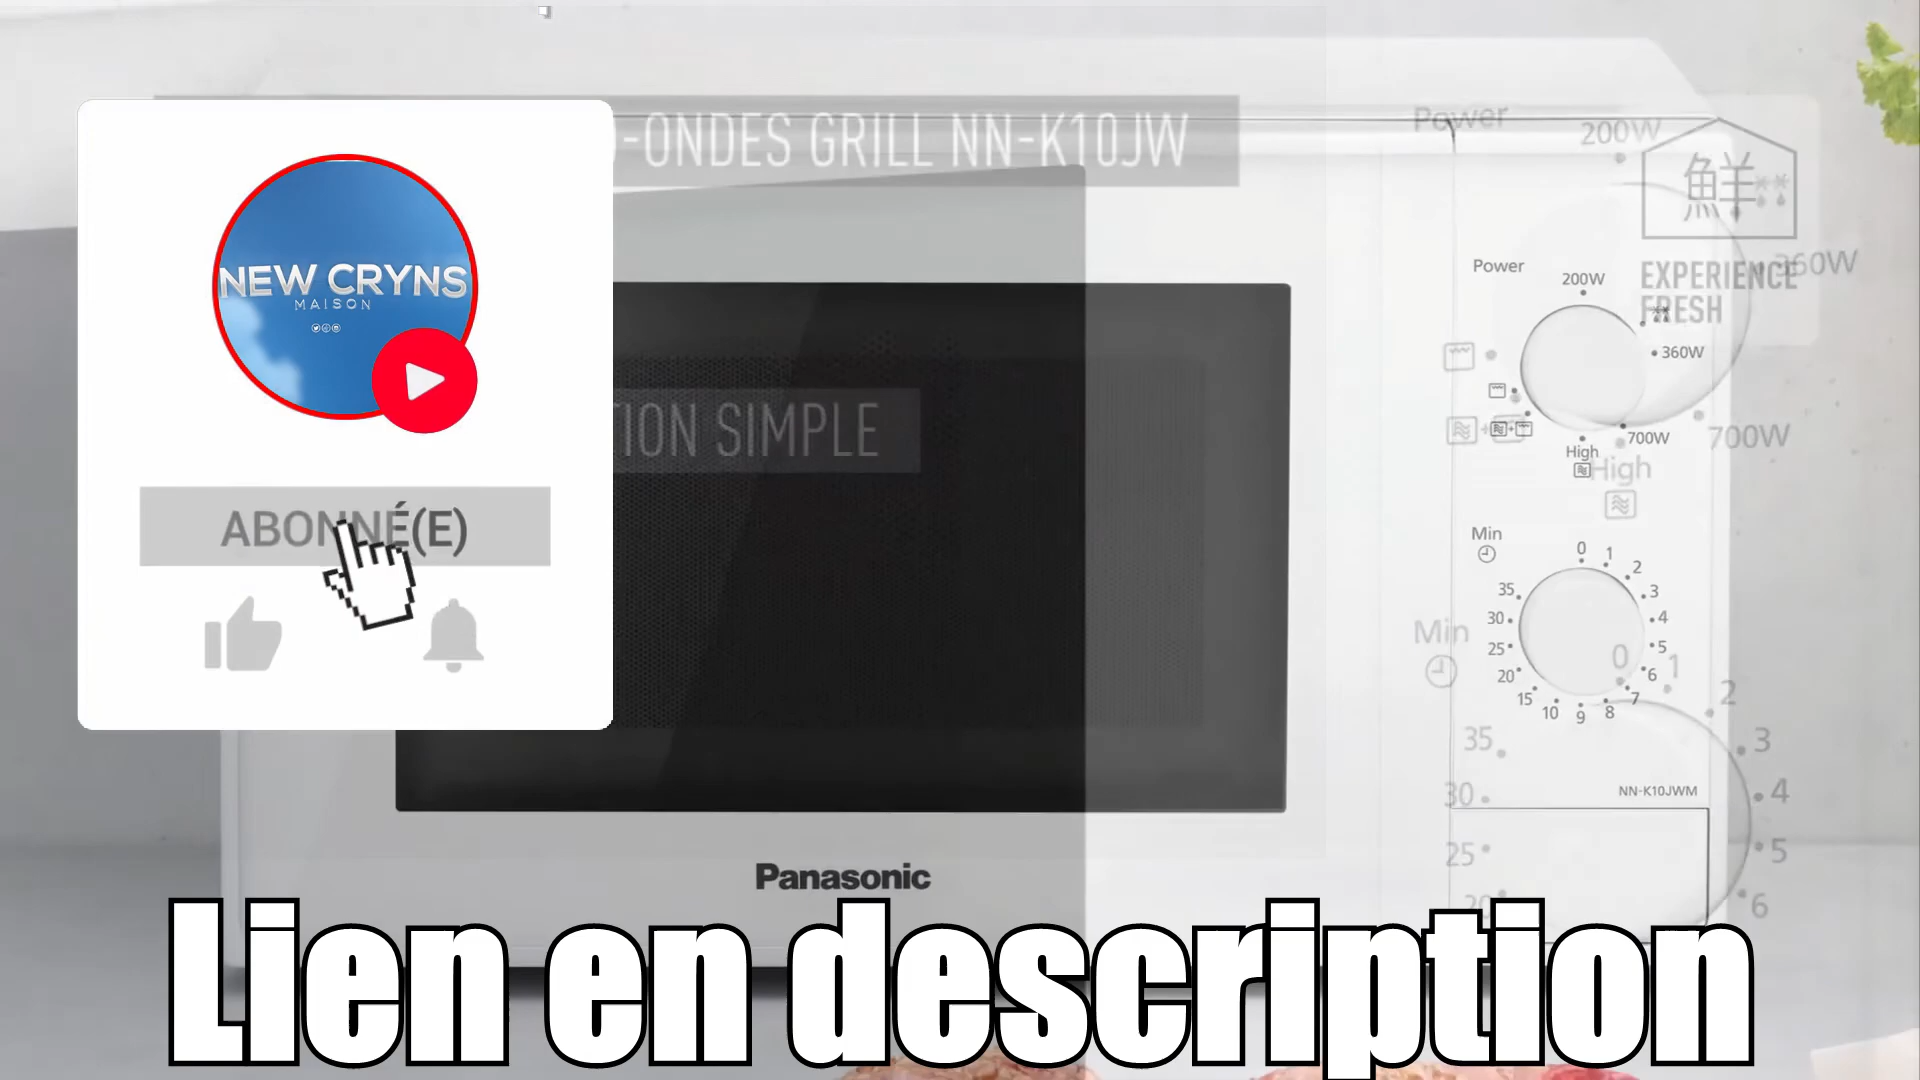 -ONDES GRILL NN-K10JW
NEW CRYNS
MAISON
SIMPLE
ABONNÉ(E)
Power
200W
360W
700W
High
Min
0
1
2
3
4
5
6
35
30
25
20
鮮
EXPERIENCE
FRESH
Power
200W
360W
700W
High
Min
0
1
2
3
4
5
6
7
8
9
10
15
20
25
30
35
NN-K10JWM
Panasonic
Lien en description